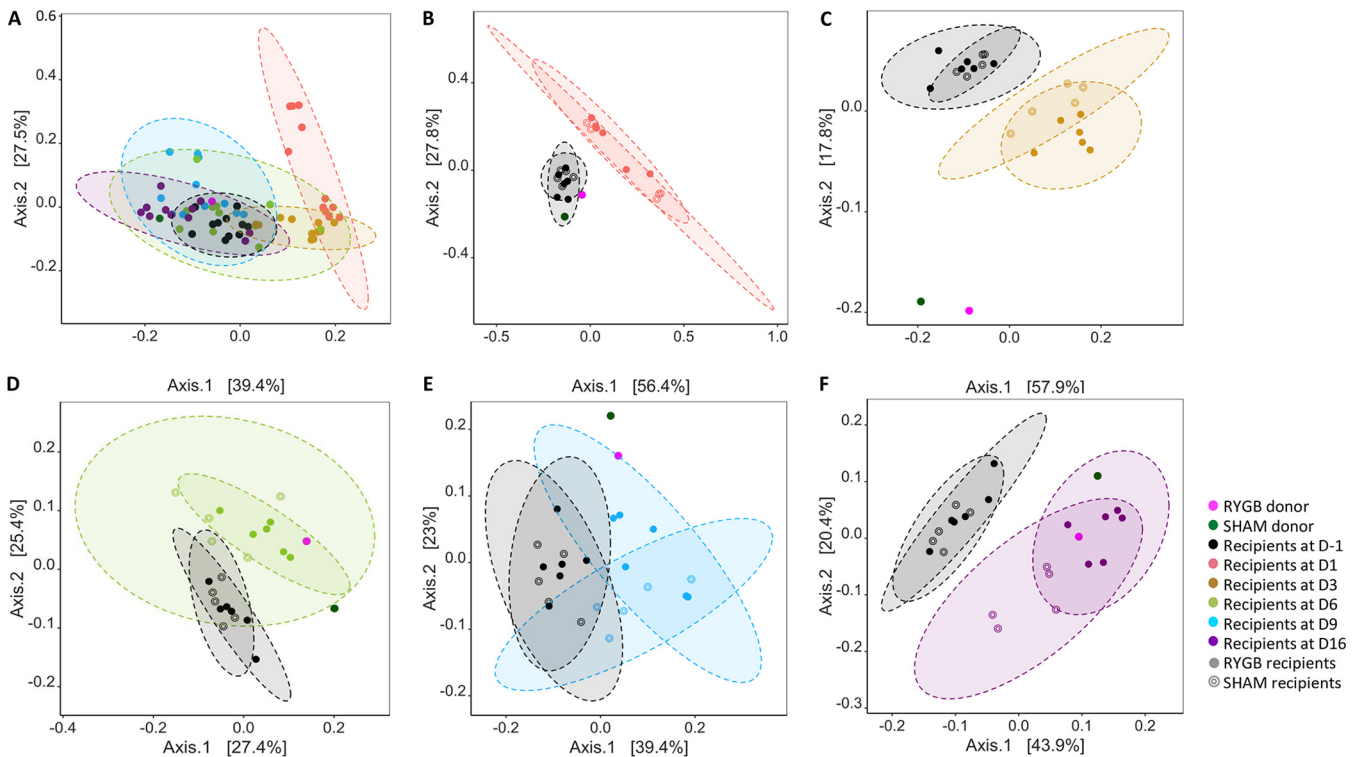 A
0.6
0.4
0.2
0.0
-0.2
Axis.2 [27.5%]
-0.2
0.0
0.2
Axis.1 [39.4%]
B
0.4
0.0
-0.4
Axis.2 [27.8%]
-0.5
0.0
0.5
1.0
Axis.1 [56.4%]
C
0.0
-0.1
-0.2
Axis.2 [17.8%]
-0.2
0.0
0.2
Axis.1 [57.9%]
D
0.2
0.1
0.0
-0.1
-0.2
Axis.2 [25.4%]
-0.4
-0.2
0.0
0.2
0.4
Axis.1 [27.4%]
E
0.2
0.1
0.0
-0.1
-0.2
Axis.2 [23%]
-0.2
0.0
0.2
Axis.1 [39.4%]
F
0.2
0.1
0.0
-0.1
-0.2
-0.3
Axis.2 [20.4%]
-0.2
-0.1
0.0
0.1
0.2
Axis.1 [43.9%]
RYGB donor
SHAM donor
Recipients at D-1
Recipients at D1
Recipients at D3
Recipients at D6
Recipients at D9
Recipients at D16
RYGB recipients
SHAM recipients